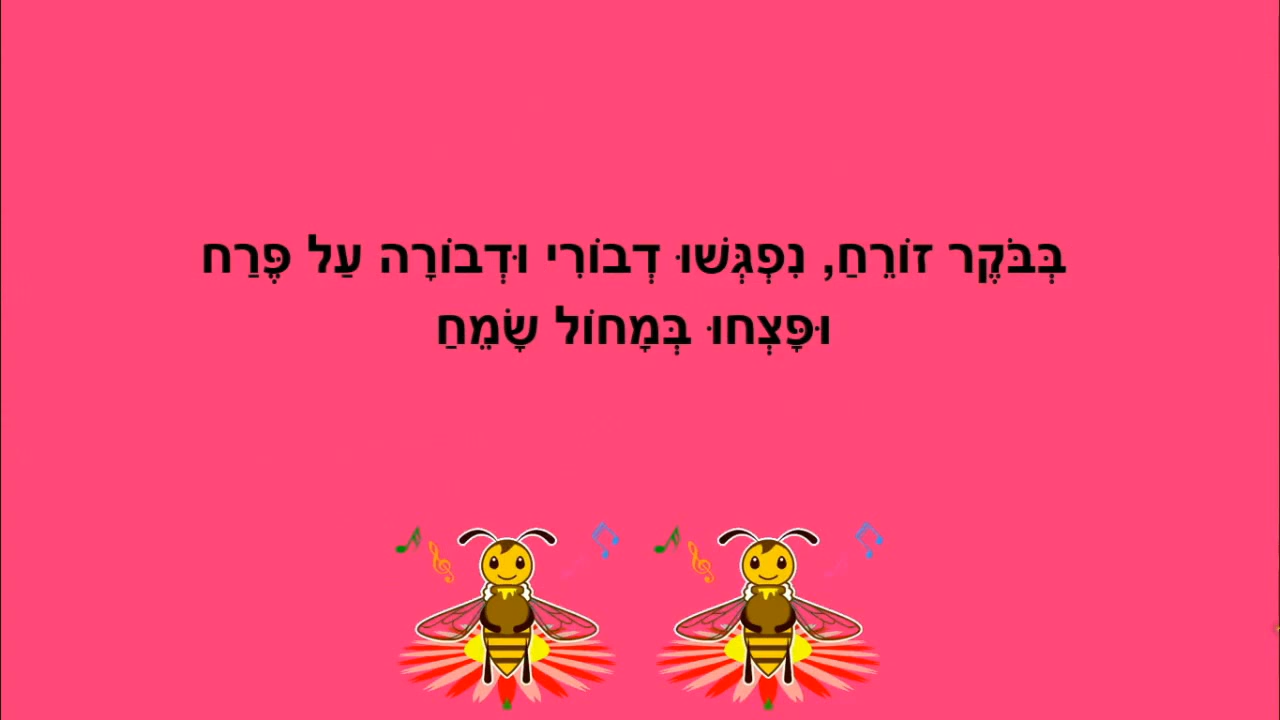 בְּבֹּקֶר זוֹרֵחַ, נִפְגְּשׁוּ דְבוֹרִי וּדְבוֹרָה עַל פֶּרַח
וּפָּצְחוּ בְּמָחוֹל שָׂמֵחַ